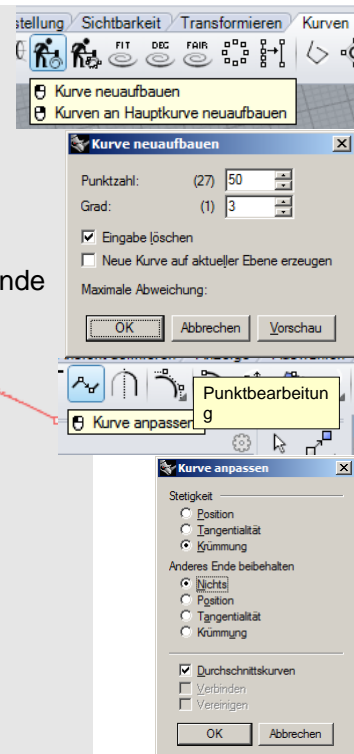 stellung Sichtbarkeit Transformieren Kurven
FIT DEG FAIR
Kurve neuaufbauen
Kurven an Hauptkurve neuaufbauen
Kurve neuaufbauen
Punktzahl: (27) 50
Grad: (1) 3
Eingabe löschen
Neue Kurve auf aktueller Ebene erzeugen
nde
Maximale Abweichung:
OK Abbrechen Vorschau
Punktbearbeitun
g
Kurve anpassen
Kurve anpassen
Stetigkeit
Position
Tangentialität
Krümmung
Anderes Ende beibehalten
Nichts
Position
Tangentialität
Krümmung
Durchschnittskurven
Verbinden
Vereinigen
OK Abbrechen